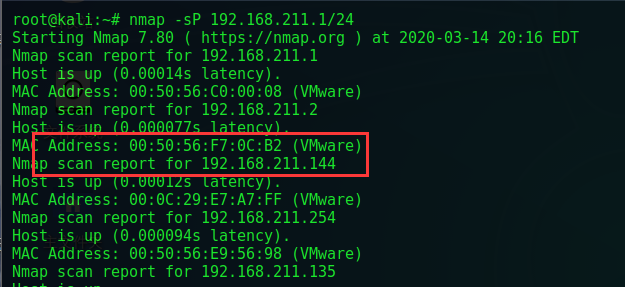 root@kali:~# nmap -sP 192.168.211.1/24
Starting Nmap 7.80 ( https://nmap.org ) at 2020-03-14 20:16 EDT
Nmap scan report for 192.168.211.1
Host is up (0.00014s latency).
MAC Address: 00:50:56:C0:00:08 (VMware)
Nmap scan report for 192.168.211.2
Host is up (0.000077s latency).
MAC Address: 00:50:56:F7:0C:B2 (VMware)
Nmap scan report for 192.168.211.144
Host is up (0.00012s latency).
MAC Address: 00:0C:29:E7:A7:FF (VMware)
Nmap scan report for 192.168.211.254
Host is up (0.000094s latency).
MAC Address: 00:50:56:E9:56:98 (VMware)
Nmap scan report for 192.168.211.135
Host is up.